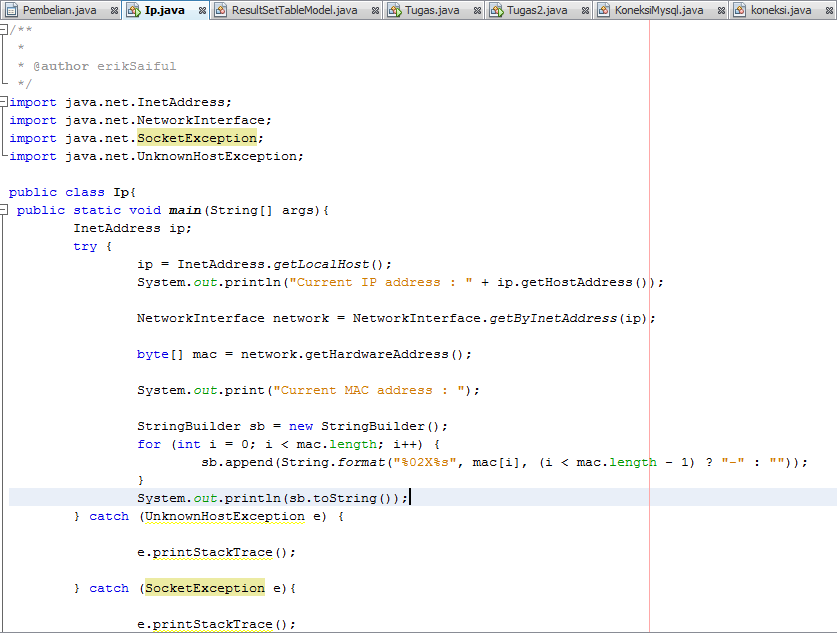 Pembelian.java Ip.java ResultSetTableModel.java Tugas.java Tugas2.java KoneksiMysql.java koneksi.java
/**
 *
 * @author erikSaiful
 */
import java.net.InetAddress;
import java.net.NetworkInterface;
import java.net.SocketException;
import java.net.UnknownHostException;
public class Ip{
 public static void main(String[] args){
        InetAddress ip;
        try {
                ip = InetAddress.getLocalHost();
                System.out.println("Current IP address : " + ip.getHostAddress());
                NetworkInterface network = NetworkInterface.getByInetAddress(ip);
                byte[] mac = network.getHardwareAddress();
                System.out.print("Current MAC address : ");
                StringBuilder sb = new StringBuilder();
                for (int i = 0; i < mac.length; i++) {
                        sb.append(String.format("%02X%s", mac[i], (i < mac.length - 1) ? "-" : ""));
                }
                System.out.println(sb.toString());
        } catch (UnknownHostException e) {
                e.printStackTrace();
        } catch (SocketException e){
                e.printStackTrace();